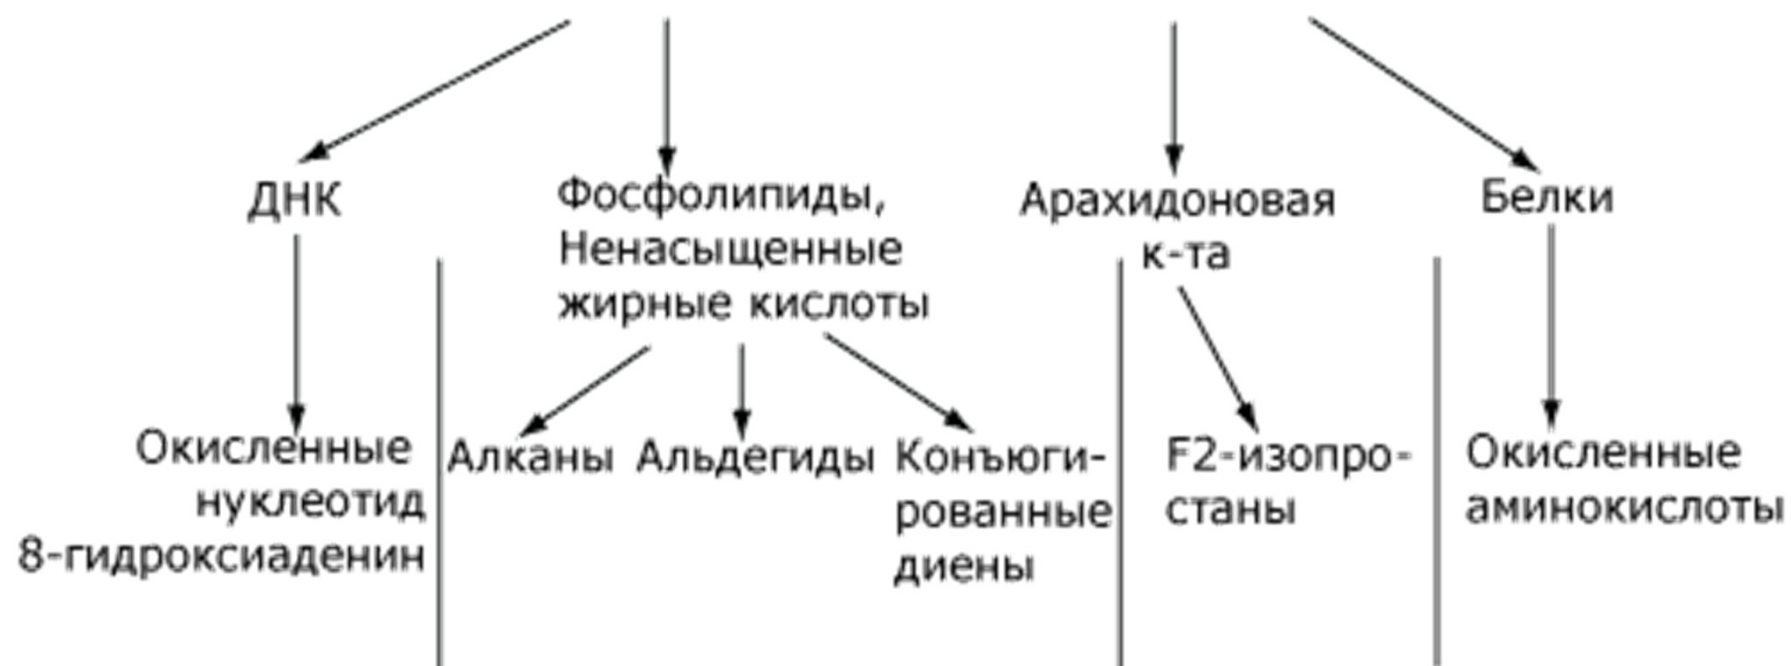 ДНК
Фосфолипиды,
Ненасыщенные
жирные кислоты
Арахидоновая
к-та
Белки
Окисленные
нуклеотид
8-гидроксиаденин
Алканы
Альдегиды
Конъюги-
рованные
диены
F2-изопро-
станы
Окисленные
аминокислоты